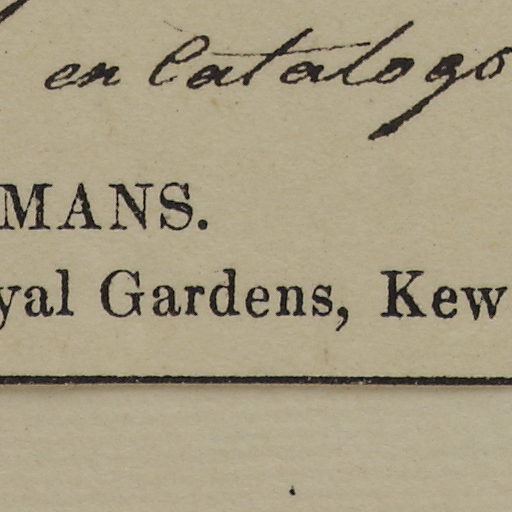 en Catalogo
MANS.
yal Gardens, Kew